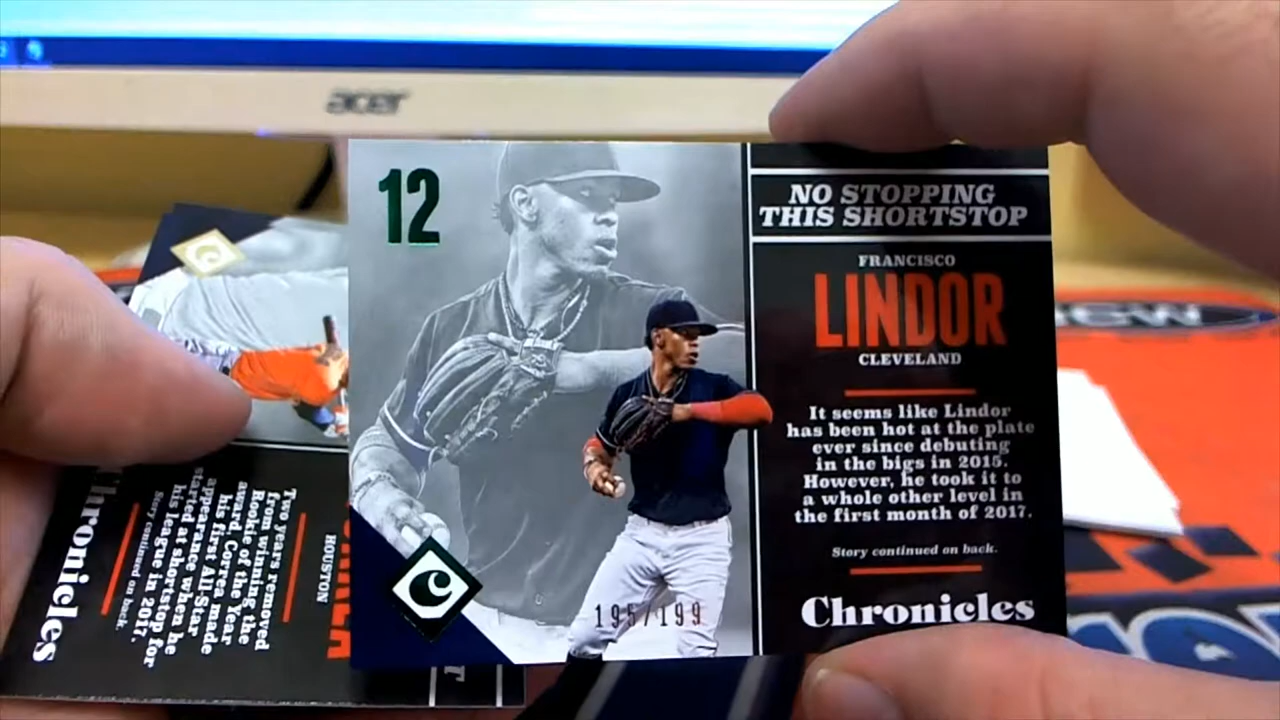 acer
12
NO STOPPING
THIS SHORTSTOP
FRANCISCO
LINDOR
CLEVELAND
It seems like Lindor
has been hot at the plate
ever since debuting
in the bigs in 2015.
However, he took it to
a whole other level in
the first month of 2017.
Story continued on back.
Chronicles
195/199
C
C
HOUSTON
Two years removed
from winning the
Rookie of the Year
award, Correa made
his first All-Star
appearance when he
started at shortstop for
his league in 2017.
Story continued on back.
Chronicles